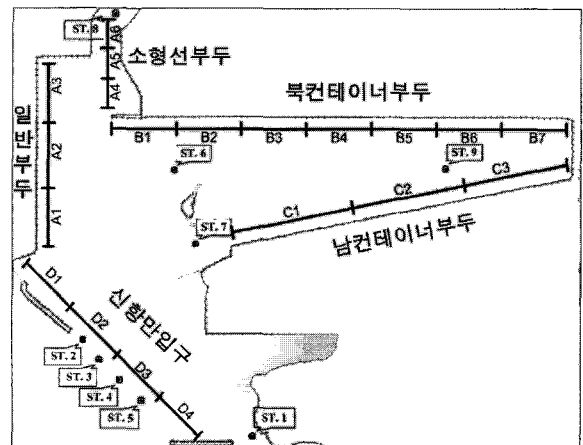 ST. 8
A6
A5
A4
소형선부두
북컨테이너부두
A3
A2
A1
일반부두
B1 B2 B3 B4 B5 B6 B7
ST. 6
ST. 9
C1 C2 C3
ST. 7
남컨테이너부두
D1
D2
D3
D4
신항만입구
ST. 2
ST. 3
ST. 4
ST. 5
ST. 1